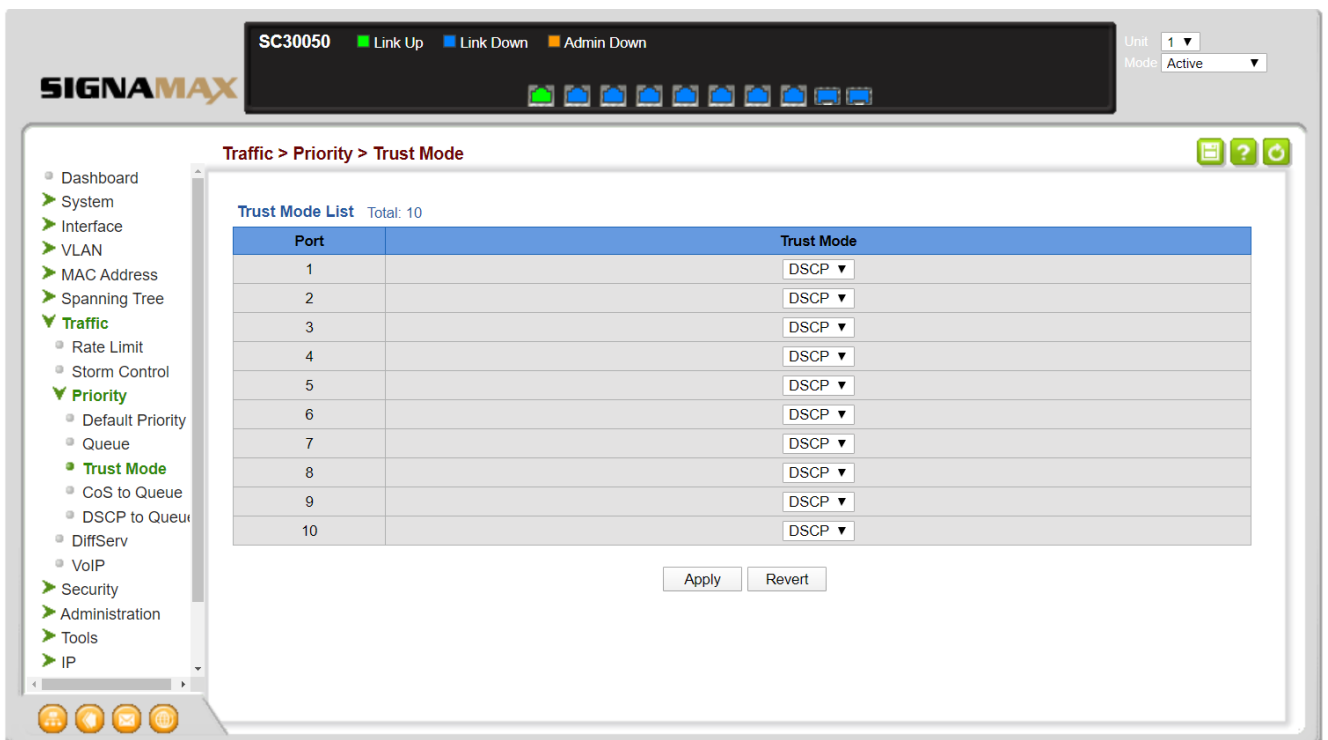 SC30050 Link Up Link Down Admin Down
Unit 1
Mode Active
SIGNAMAX
Traffic > Priority > Trust Mode
Dashboard
System
Interface
VLAN
MAC Address
Spanning Tree
Traffic
Rate Limit
Storm Control
Priority
Default Priority
Queue
Trust Mode
CoS to Queue
DSCP to Queue
DiffServ
VoIP
Security
Administration
Tools
IP
Trust Mode List Total: 10
Port Trust Mode
1 DSCP
2 DSCP
3 DSCP
4 DSCP
5 DSCP
6 DSCP
7 DSCP
8 DSCP
9 DSCP
10 DSCP
Apply Revert